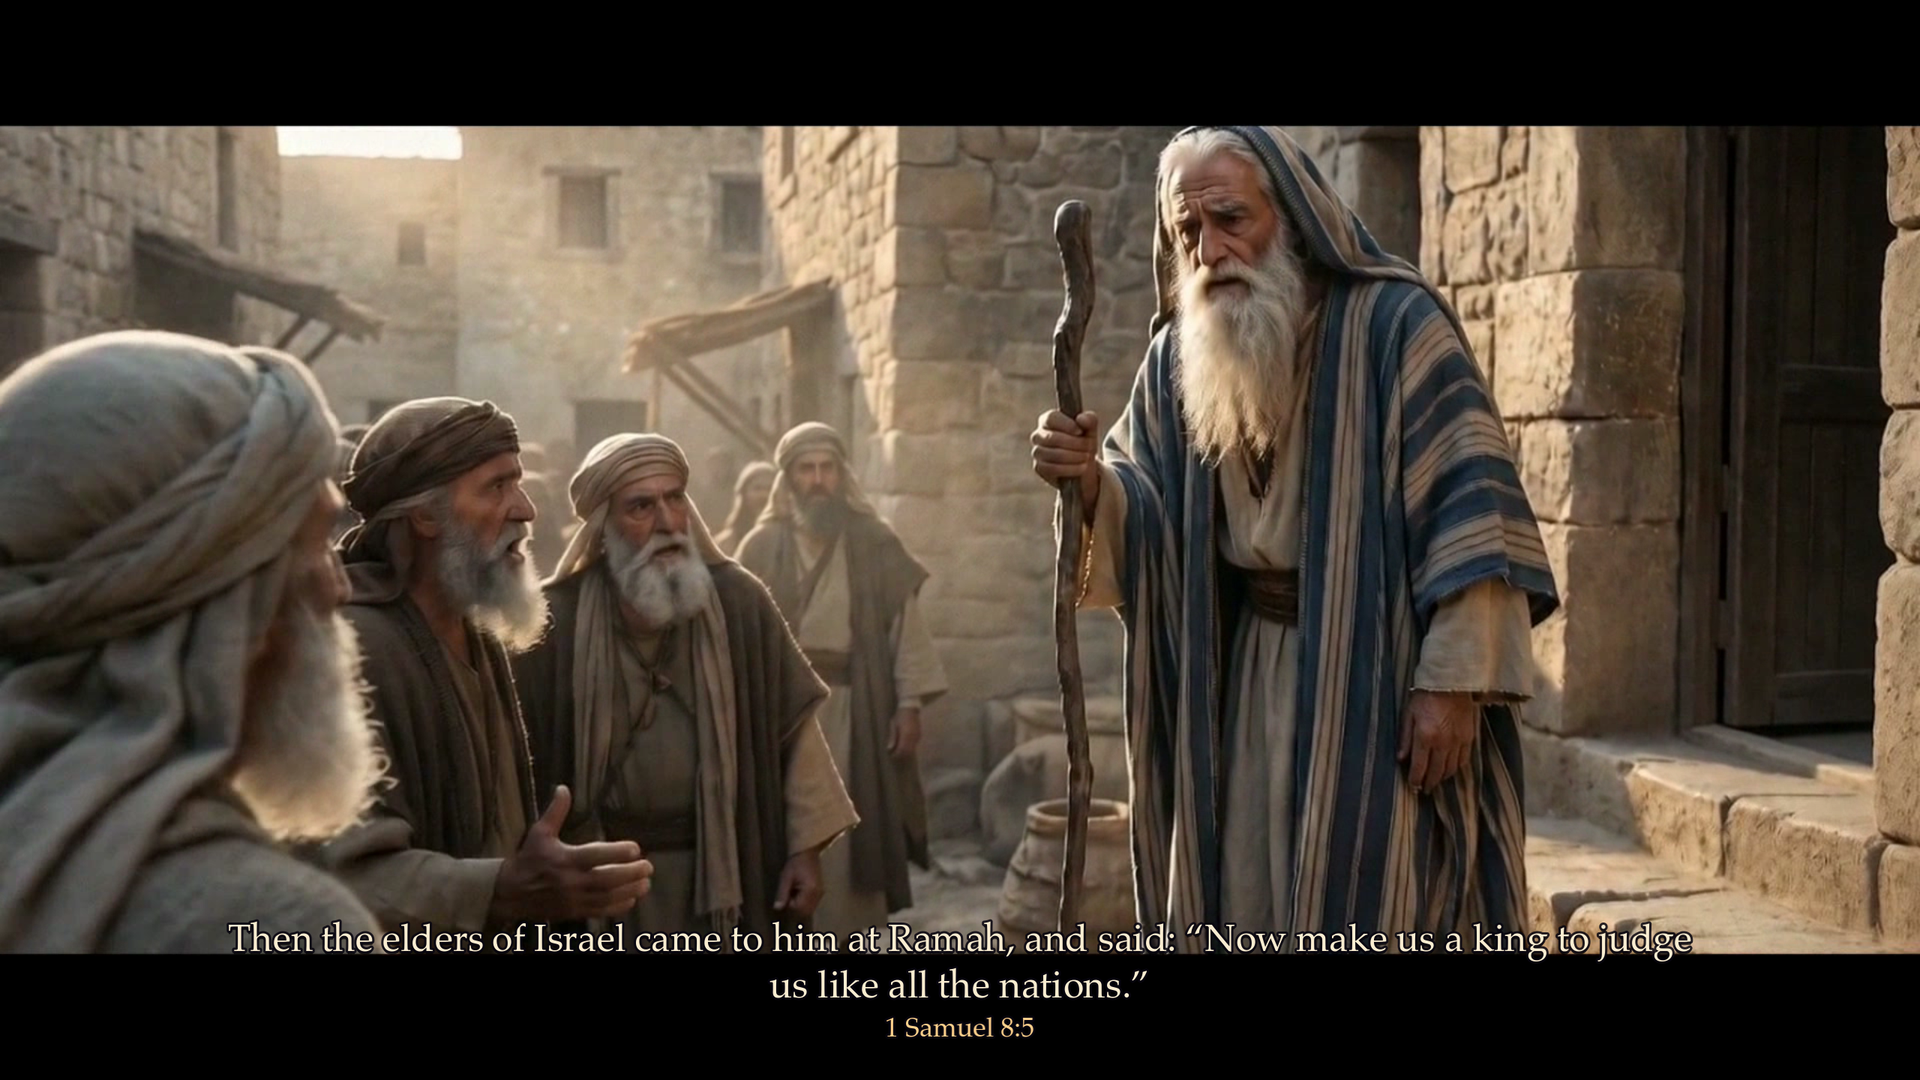 Then the elders of Israel came to him at Ramah, and said: “Now make us a king to judge
us like all the nations.”
1 Samuel 8:5